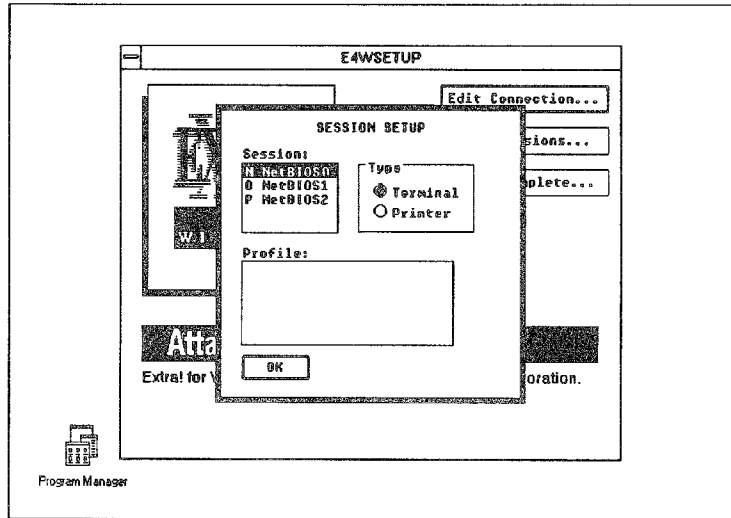 E4WSETUP
Edit Connection...
SESSION SETUP
sions...
Session:
Type
N NetBIOS0
O NetBIOS1
P NetBIOS2
Terminal
Printer
plete...
EX
W I
Profile:
Atta
OK
Extra! for
oration.
Program Manager